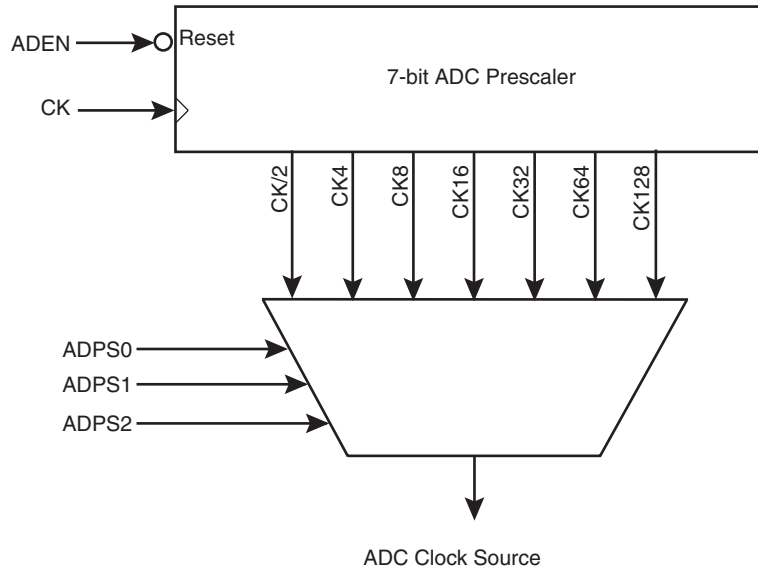 ADEN
Reset
7-bit ADC Prescaler
CK
CK/2
CK4
CK8
CK16
CK32
CK64
CK128
ADPS0
ADPS1
ADPS2
ADC Clock Source